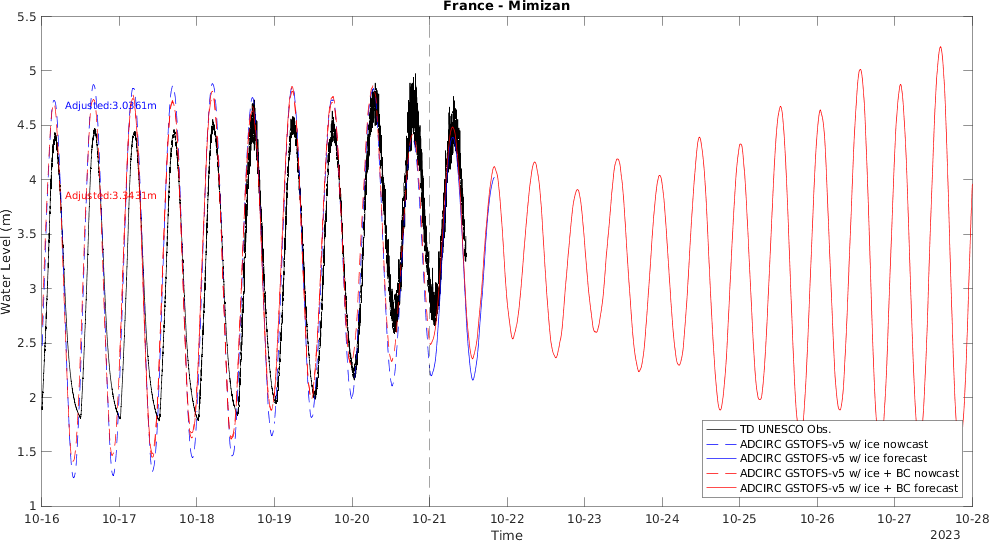 France - Mimizan
5.5
5
4.5
4
3.5
3
2.5
2
1.5
1
Water Level (m)
Adjusted:3.0361m
Adjusted:3.3431m
TD UNESCO Obs.
ADCIRC GSTOFS-v5 w/ ice nowcast
ADCIRC GSTOFS-v5 w/ ice forecast
ADCIRC GSTOFS-v5 w/ ice + BC nowcast
ADCIRC GSTOFS-v5 w/ ice + BC forecast
10-16 10-17 10-18 10-19 10-20 10-21 10-22 10-23 10-24 10-25 10-26 10-27 10-28
Time
2023